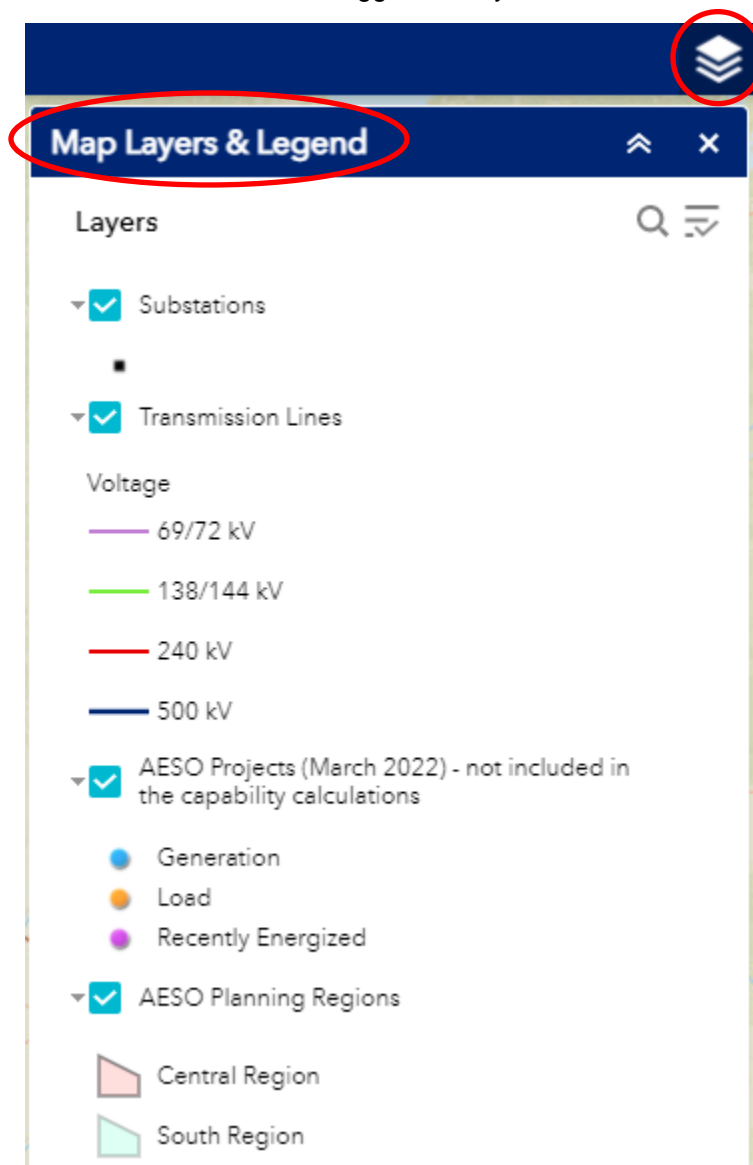 Map Layers & Legend
Layers
Substations
Transmission Lines
Voltage
69/72 kV
138/144 kV
240 kV
500 kV
AESO Projects (March 2022) - not included in
the capability calculations
Generation
Load
Recently Energized
AESO Planning Regions
Central Region
South Region